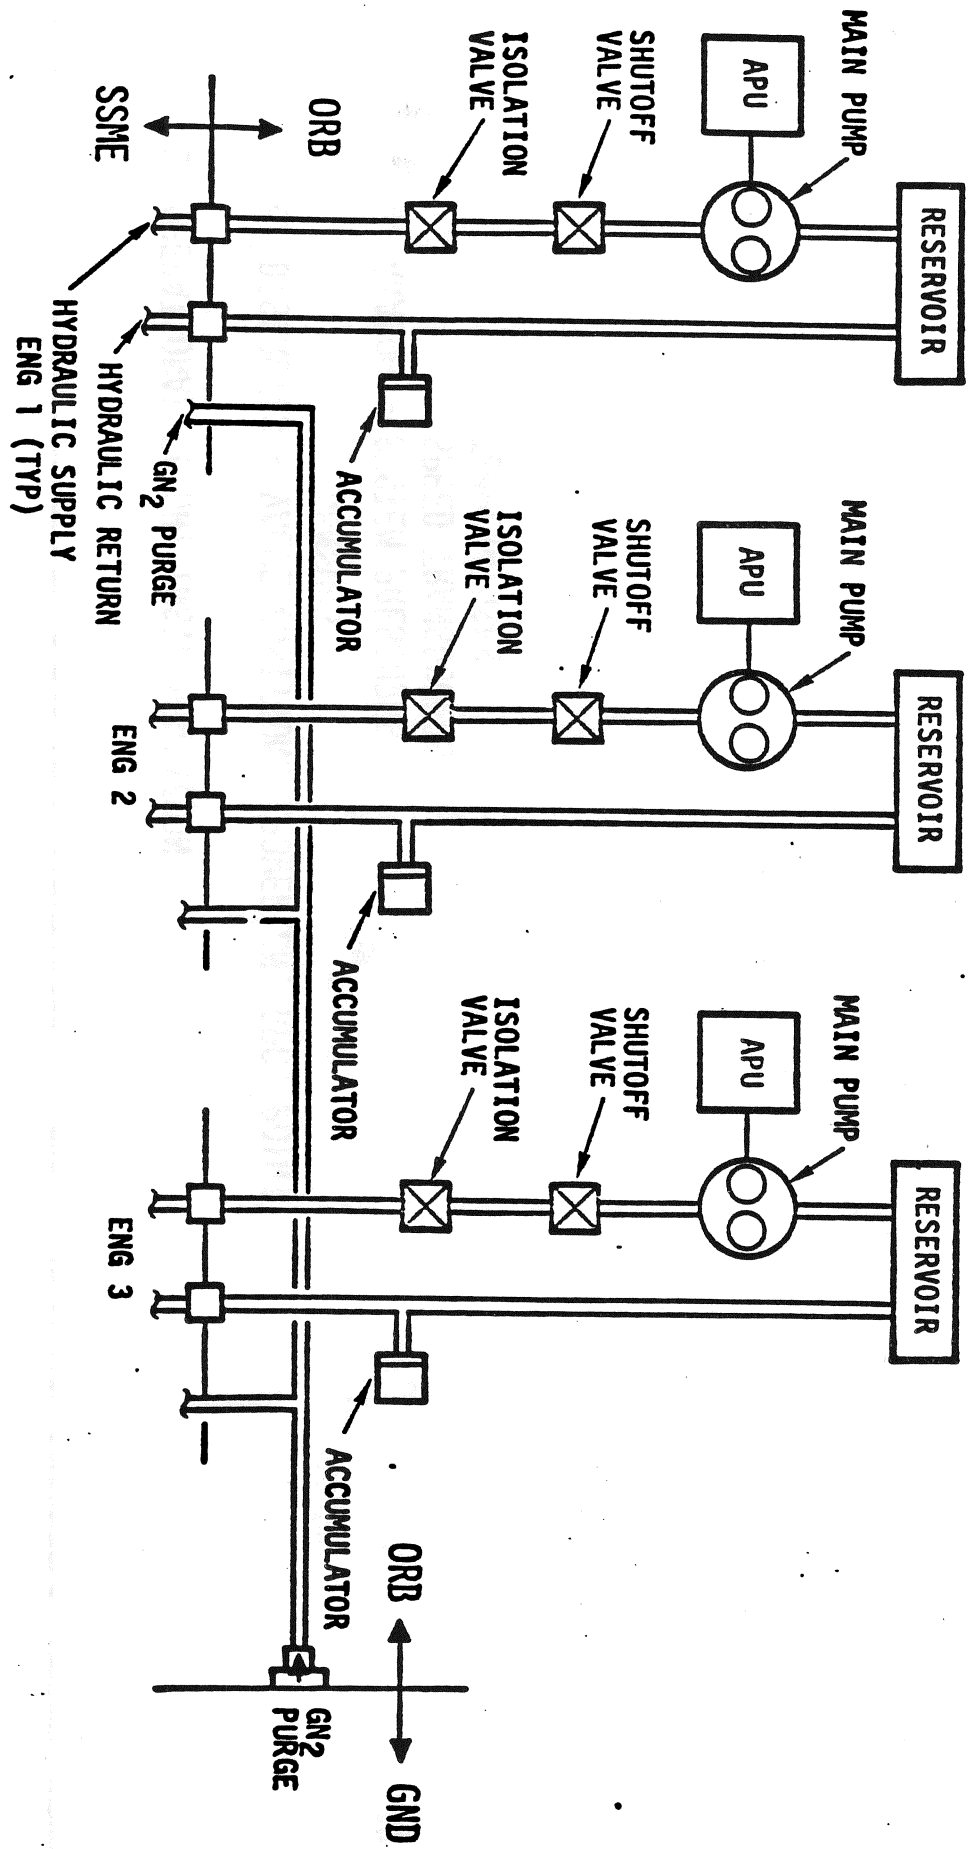 RESERVOIR
MAIN PUMP
APU
SHUTOFF
VALVE
ISOLATION
VALVE
ACCUMULATOR
ORB
SSME
HYDRAULIC SUPPLY
ENG 1 (TYP)
HYDRAULIC RETURN
GN2 PURGE
RESERVOIR
MAIN PUMP
APU
SHUTOFF
VALVE
ISOLATION
VALVE
ACCUMULATOR
ENG 2
RESERVOIR
MAIN PUMP
APU
SHUTOFF
VALVE
ISOLATION
VALVE
ACCUMULATOR
ENG 3
ORB
GND
GN2
PURGE